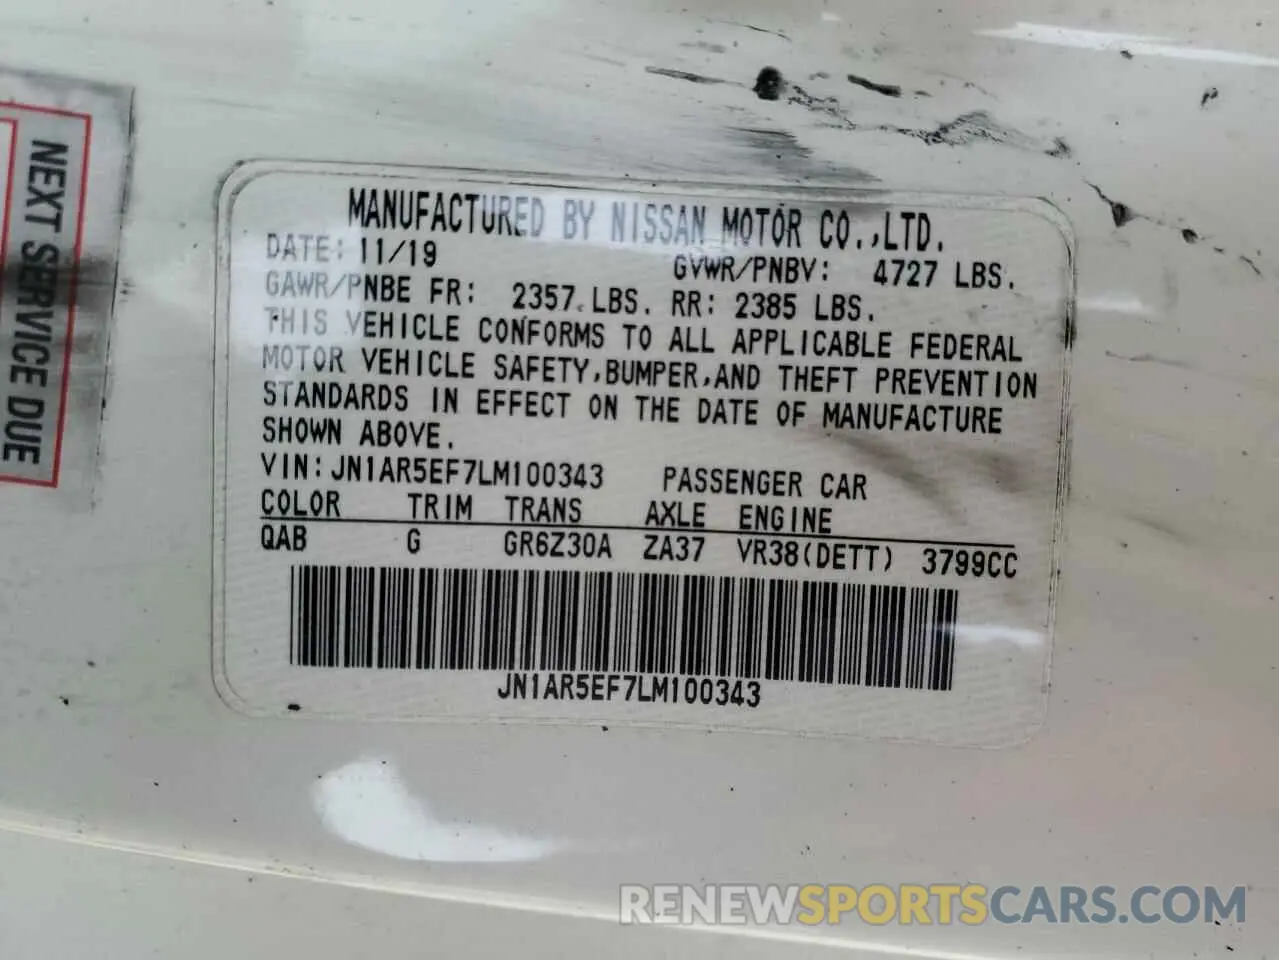 NEXT SERVICE DUE
MANUFACTURED BY NISSAN MOTOR CO.,LTD.
DATE: 11/19 GVWR/PNBV: 4727 LBS.
GAWR/PNBE FR: 2357 LBS. RR: 2385 LBS.
THIS VEHICLE CONFORMS TO ALL APPLICABLE FEDERAL
MOTOR VEHICLE SAFETY,BUMPER,AND THEFT PREVENTION
STANDARDS IN EFFECT ON THE DATE OF MANUFACTURE
SHOWN ABOVE.
VIN:JN1AR5EF7LM100343 PASSENGER CAR
COLOR TRIM TRANS AXLE ENGINE
QAB G GR6Z30A ZA37 VR38(DETT) 3799CC
JN1AR5EF7LM100343
RENEWSPORTSCARS.COM